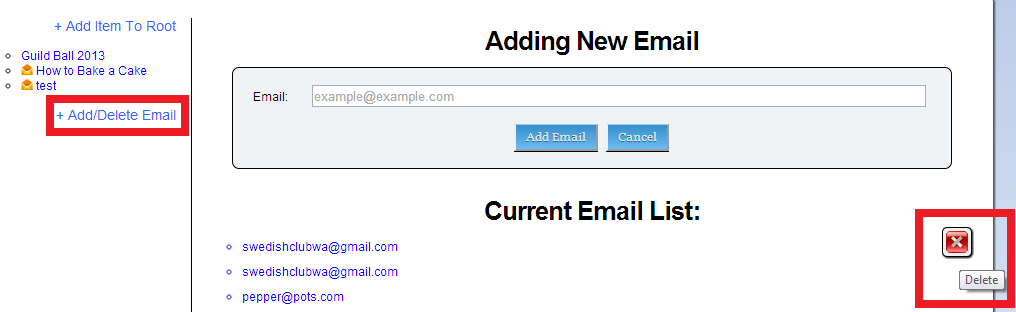 + Add Item To Root
Guild Ball 2013
How to Bake a Cake
test
+ Add/Delete Email
Adding New Email
Email: example@example.com
Add Email Cancel
Current Email List:
swedishclubwa@gmail.com
swedishclubwa@gmail.com
pepper@pots.com
Delete